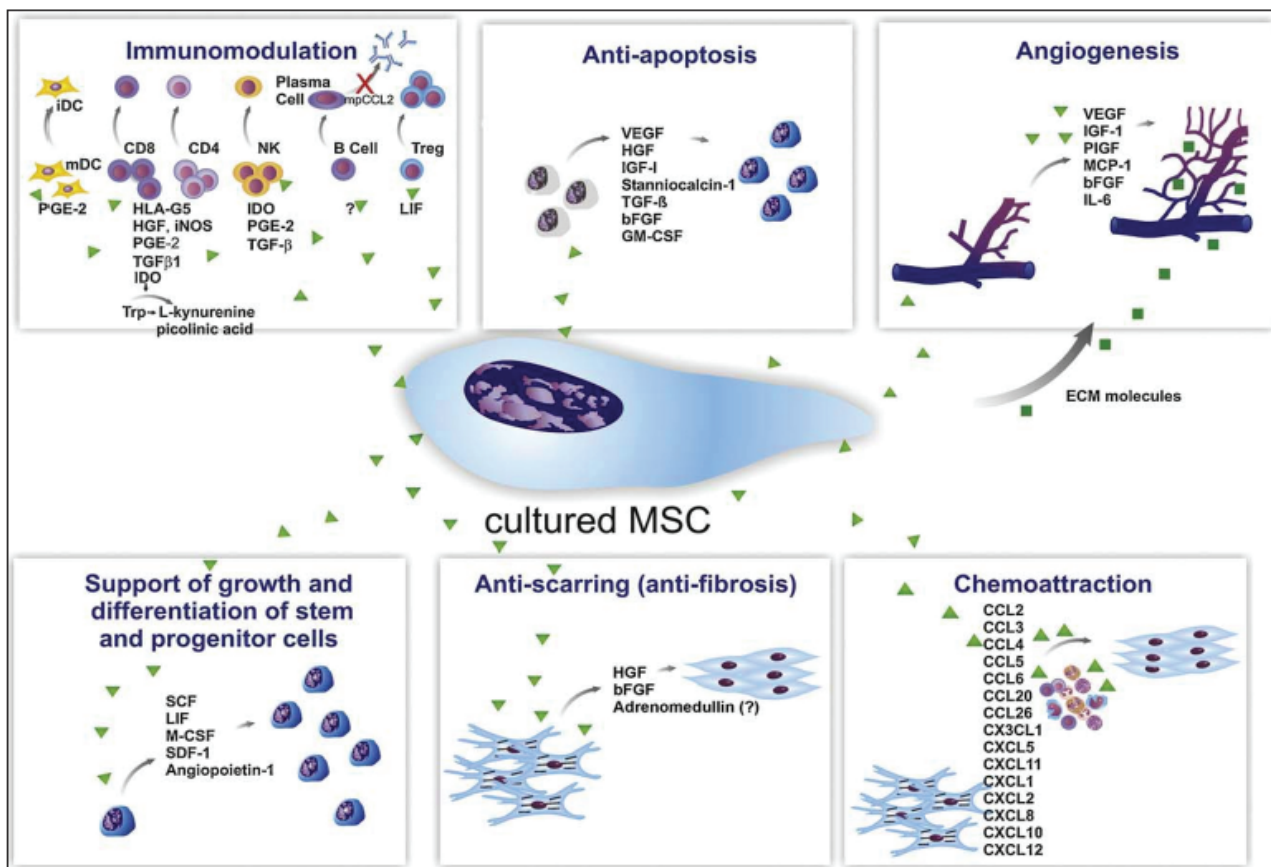 Immunomodulation
Plasma
Cell
mpCCL2
iDC
mDC
CD8
CD4
NK
B Cell
Treg
PGE-2
HLA-G5
HGF, iNOS
PGE-2
TGFβ1
IDO
IDO
PGE-2
TGF-β
?
LIF
Trp→L-kynurenine
picolinic acid
Anti-apoptosis
VEGF
HGF
IGF-I
Stanniocalcin-1
TGF-ß
bFGF
GM-CSF
Angiogenesis
VEGF
IGF-1
PIGF
MCP-1
bFGF
IL-6
ECM molecules
cultured MSC
Support of growth and
differentiation of stem
and progenitor cells
SCF
LIF
M-CSF
SDF-1
Angiopoietin-1
Anti-scarring (anti-fibrosis)
HGF
bFGF
Adrenomedullin (?)
Chemoattraction
CCL2
CCL3
CCL4
CCL5
CCL6
CCL20
CCL26
CX3CL1
CXCL5
CXCL11
CXCL1
CXCL2
CXCL8
CXCL10
CXCL12